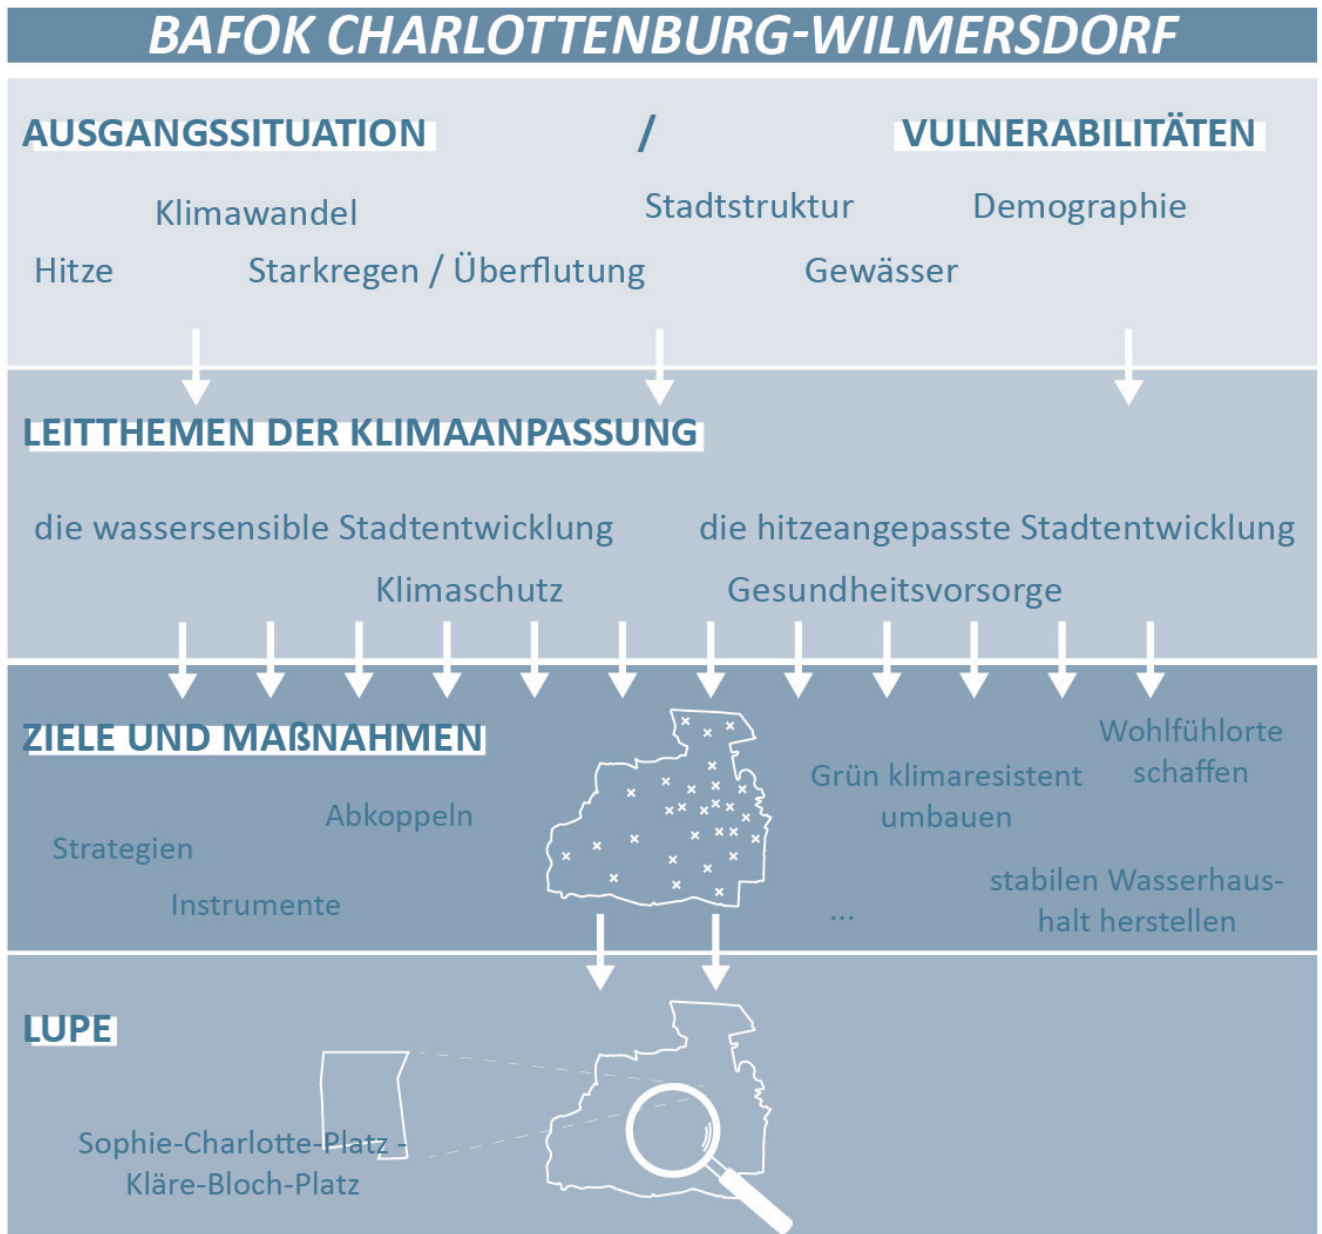 BAFOK CHARLOTTENBURG-WILMERSDORF
AUSGANGSSITUATION / VULNERABILITÄTEN
Klimawandel Stadtstruktur Demographie
Hitze Starkregen / Überflutung Gewässer
LEITTHEMEN DER KLIMAANPASSUNG
die wassersensible Stadtentwicklung die hitzeangepasste Stadtentwicklung
Klimaschutz Gesundheitsvorsorge
ZIELE UND MAßNAHMEN
Strategien
Abkoppeln
Instrumente
Grün klimaresistent
umbauen
Wohlfühlorte
schaffen
...
stabilen Wasserhaus-
halt herstellen
LUPE
Sophie-Charlotte-Platz -
Kläre-Bloch-Platz